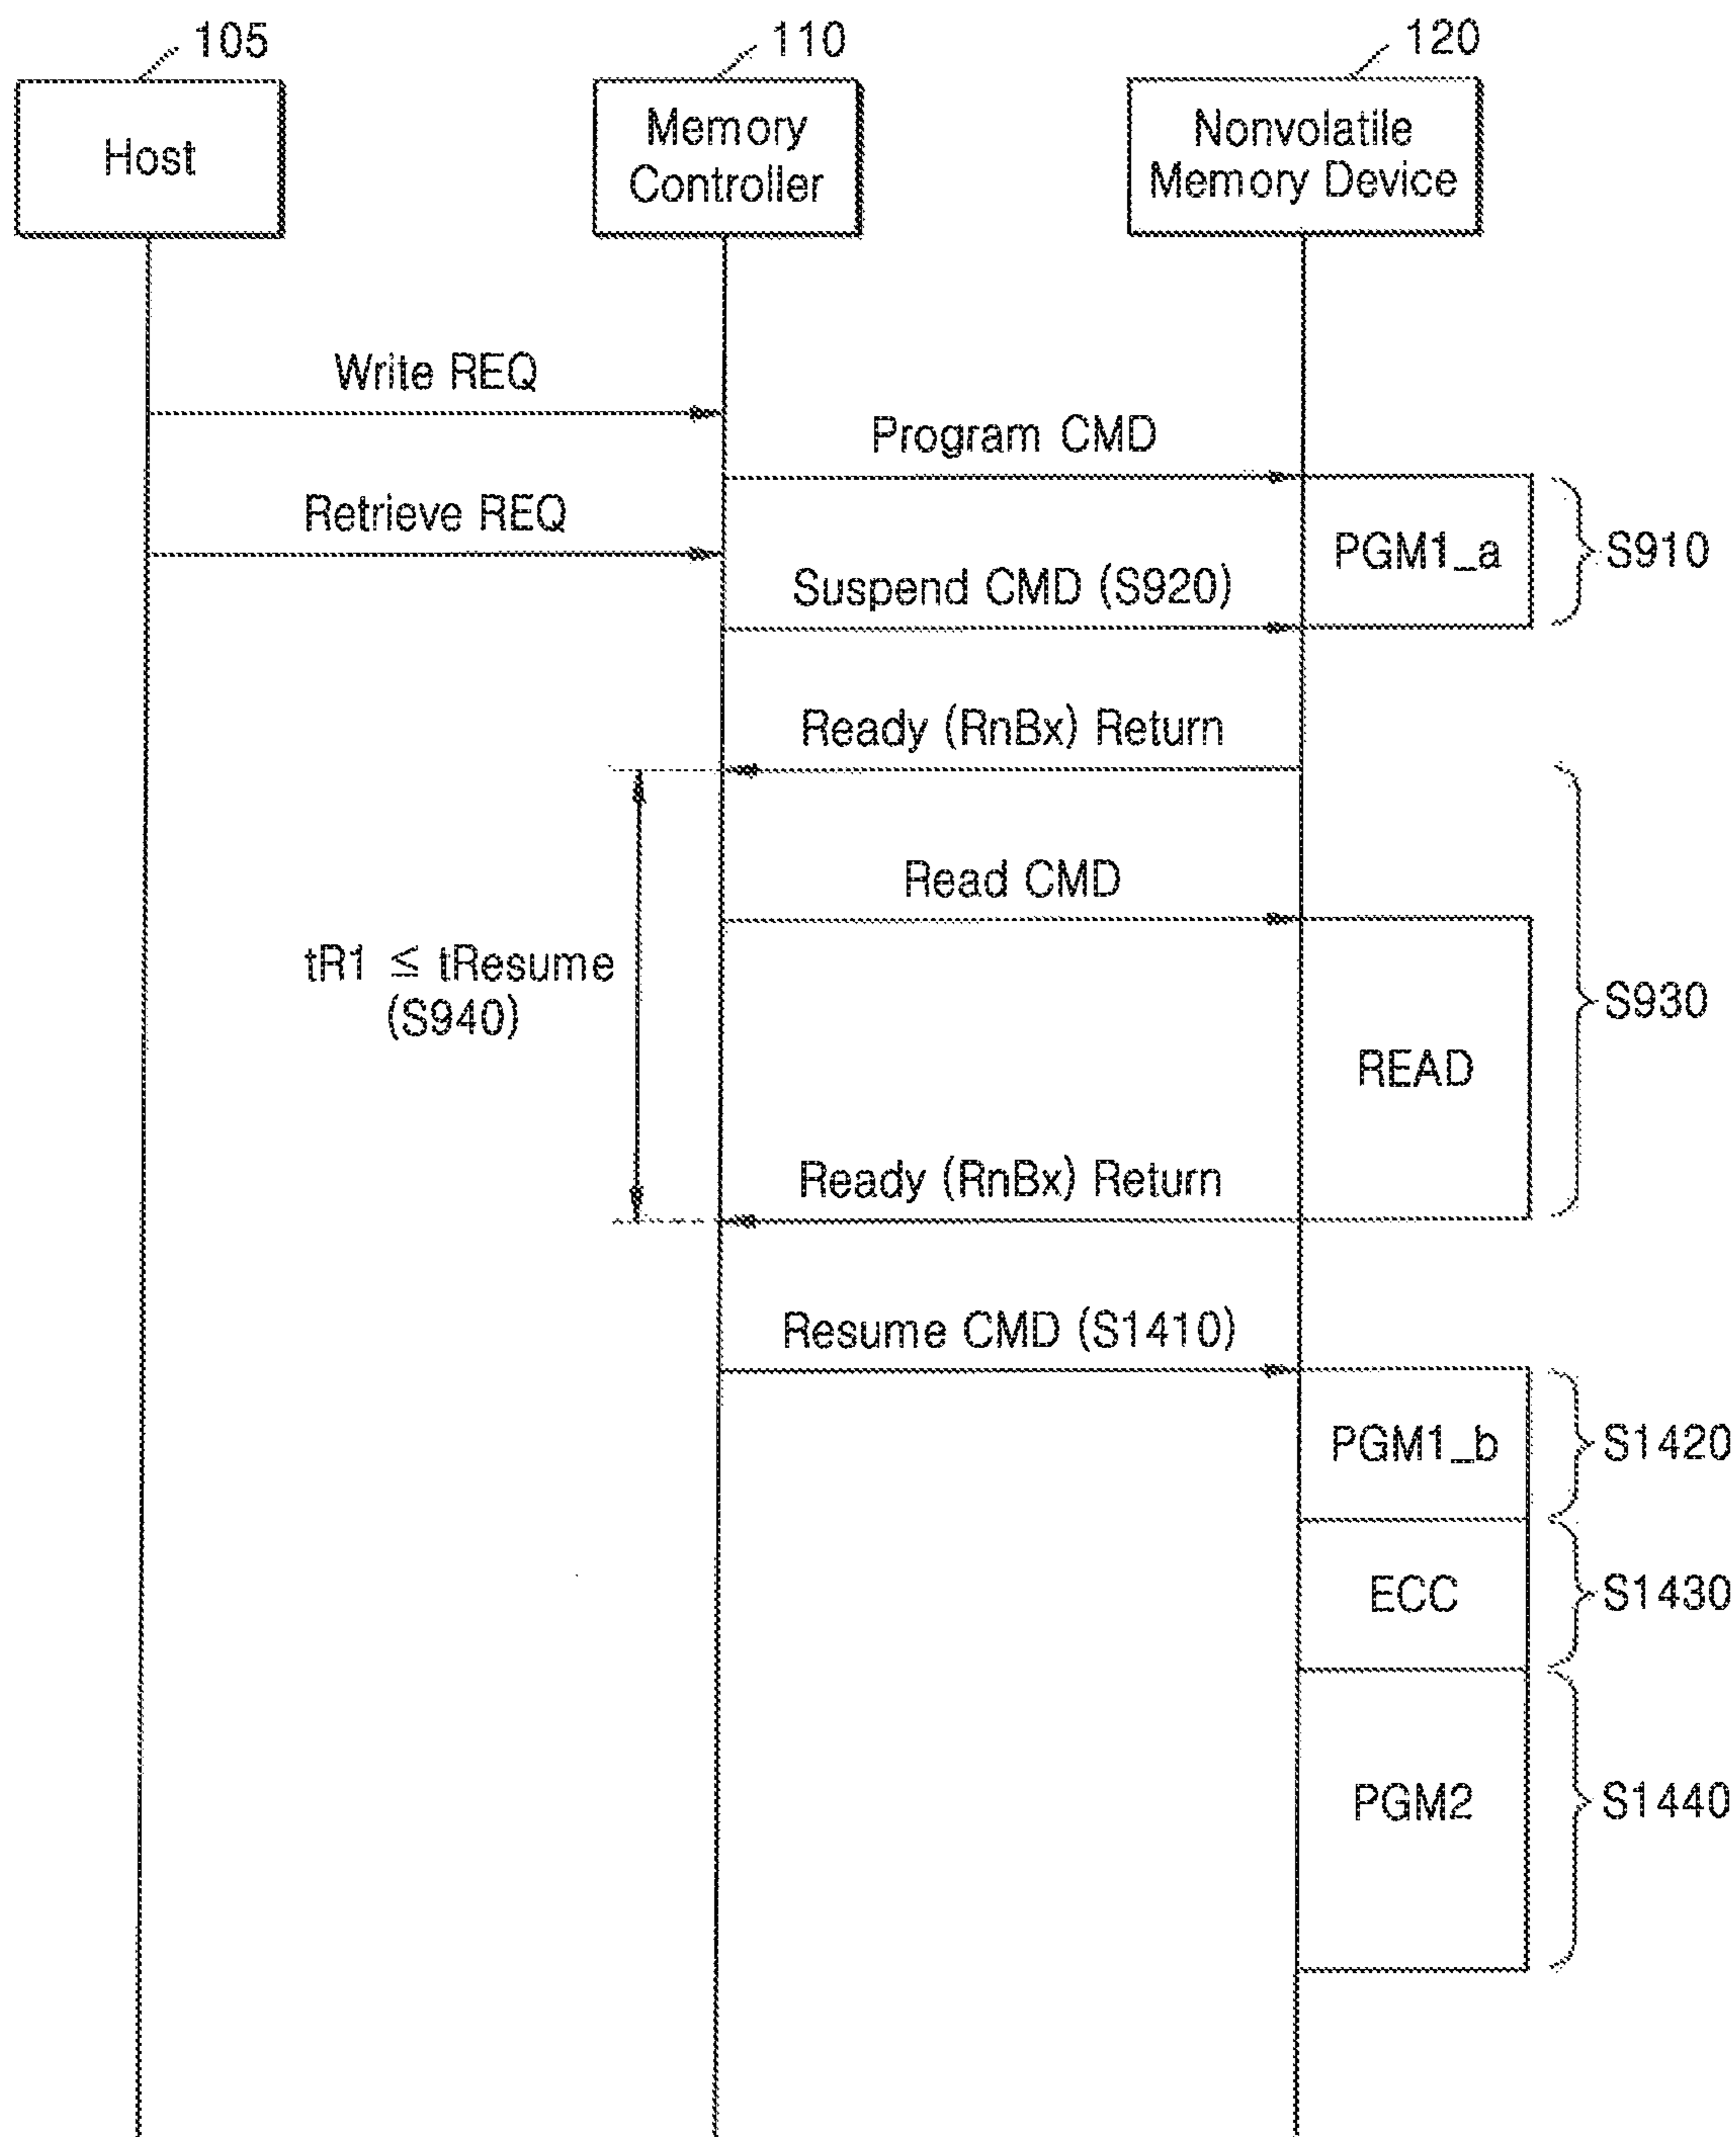 105
110
120
Host
Memory
Controller
Nonvolatile
Memory Device
Write REQ
Program CMD
Retrieve REQ
PGM1_a
S910
Suspend CMD (S920)
Ready (RnBx) Return
Read CMD
tR1 ≤ tResume
(S940)
S930
READ
Ready (RnBx) Return
Resume CMD (S1410)
PGM1_b
S1420
ECC
S1430
PGM2
S1440